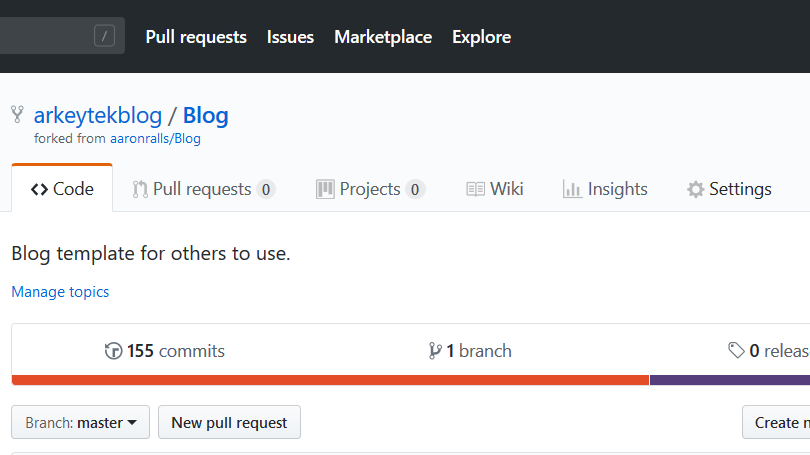 / Pull requests Issues Marketplace Explore
arkeytekblog / Blog
forked from aaronralls/Blog
Code Pull requests 0 Projects 0 Wiki Insights Settings
Blog template for others to use.
Manage topics
155 commits 1 branch 0 releas
Branch: master New pull request Create n